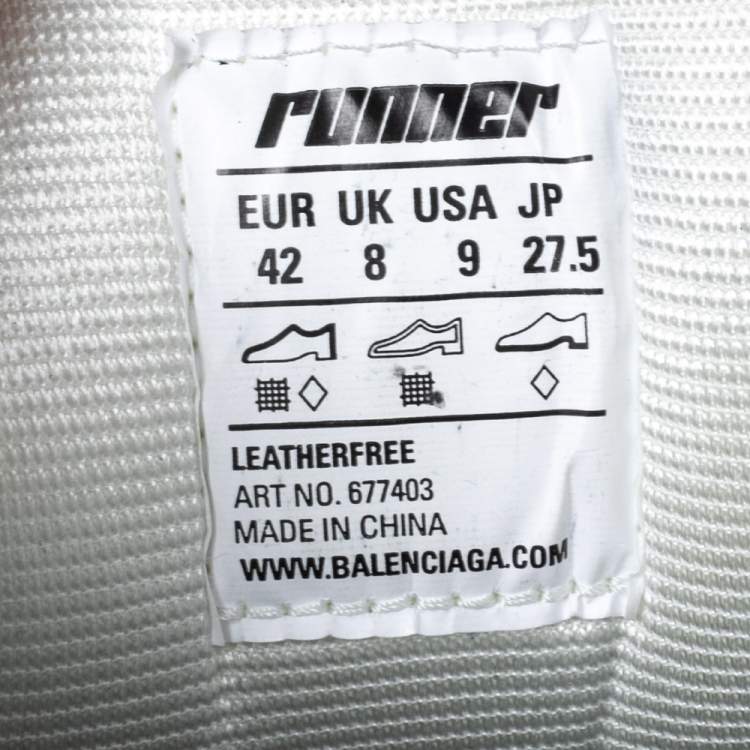 runner
EUR UK USA JP
42 8 9 27.5
LEATHERFREE
ART NO. 677403
MADE IN CHINA
WWW.BALENCIAGA.COM